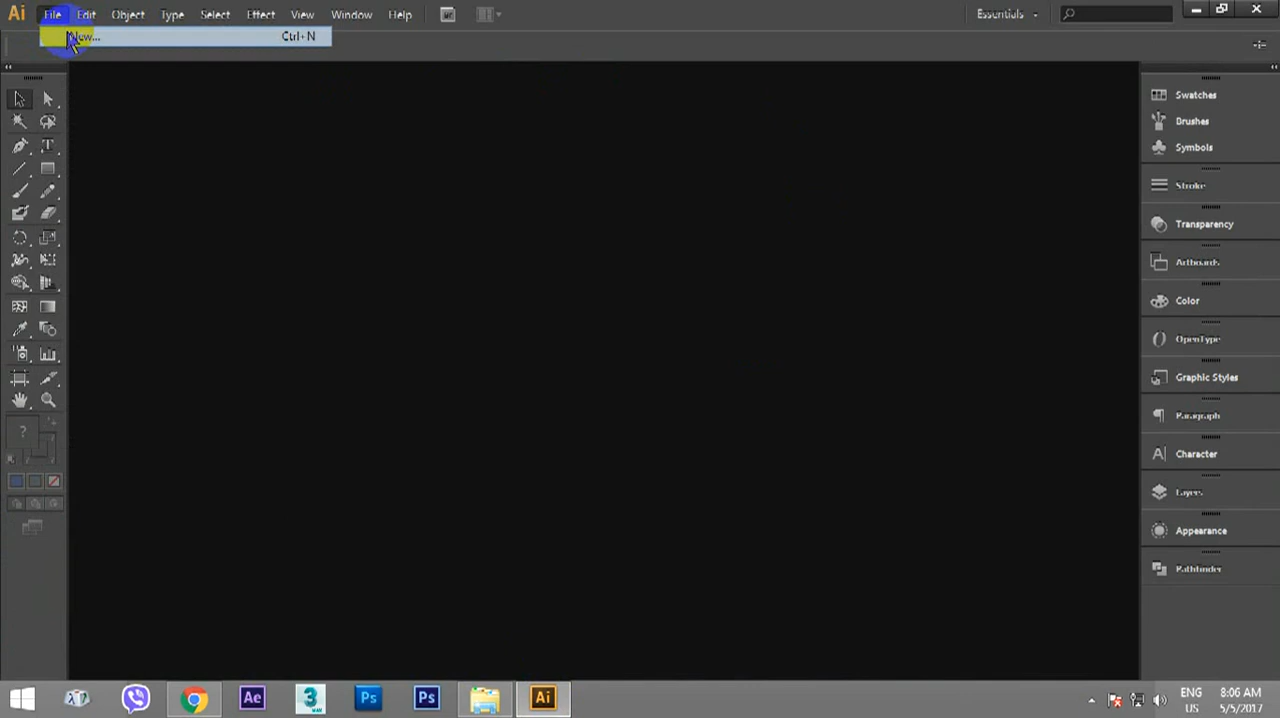 Ai File Edit Object Type Select Effect View Window Help Br Essentials
New... Ctrl+N
Swatches
Brushes
Symbols
Stroke
Transparency
Artboards
Color
OpenType
Graphic Styles
Paragraph
Character
Layers
Appearance
Pathfinder
?
Ae 3 Ps Ps Ai
ENG 8:06 AM
US 5/5/2017